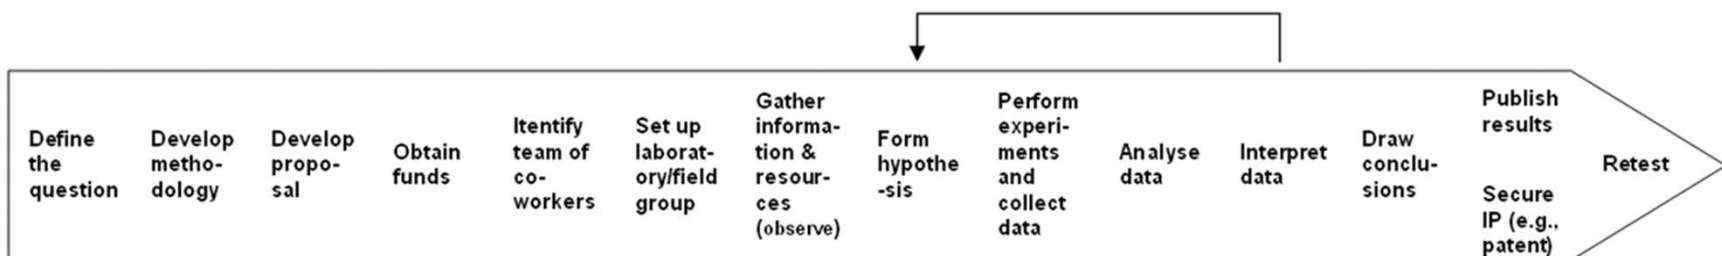 Define
the
question
Develop
metho-
dology
Develop
propo-
sal
Obtain
funds
Itentify
team of
co-
workers
Set up
laborat-
ory/field
group
Gather
informa-
tion &
resour-
ces
(observe)
Form
hypothe
-sis
Perform
experi-
ments
and
collect
data
Analyse
data
Interpret
data
Draw
conclu-
sions
Publish
results
Secure
IP (e.g.,
patent)
Retest